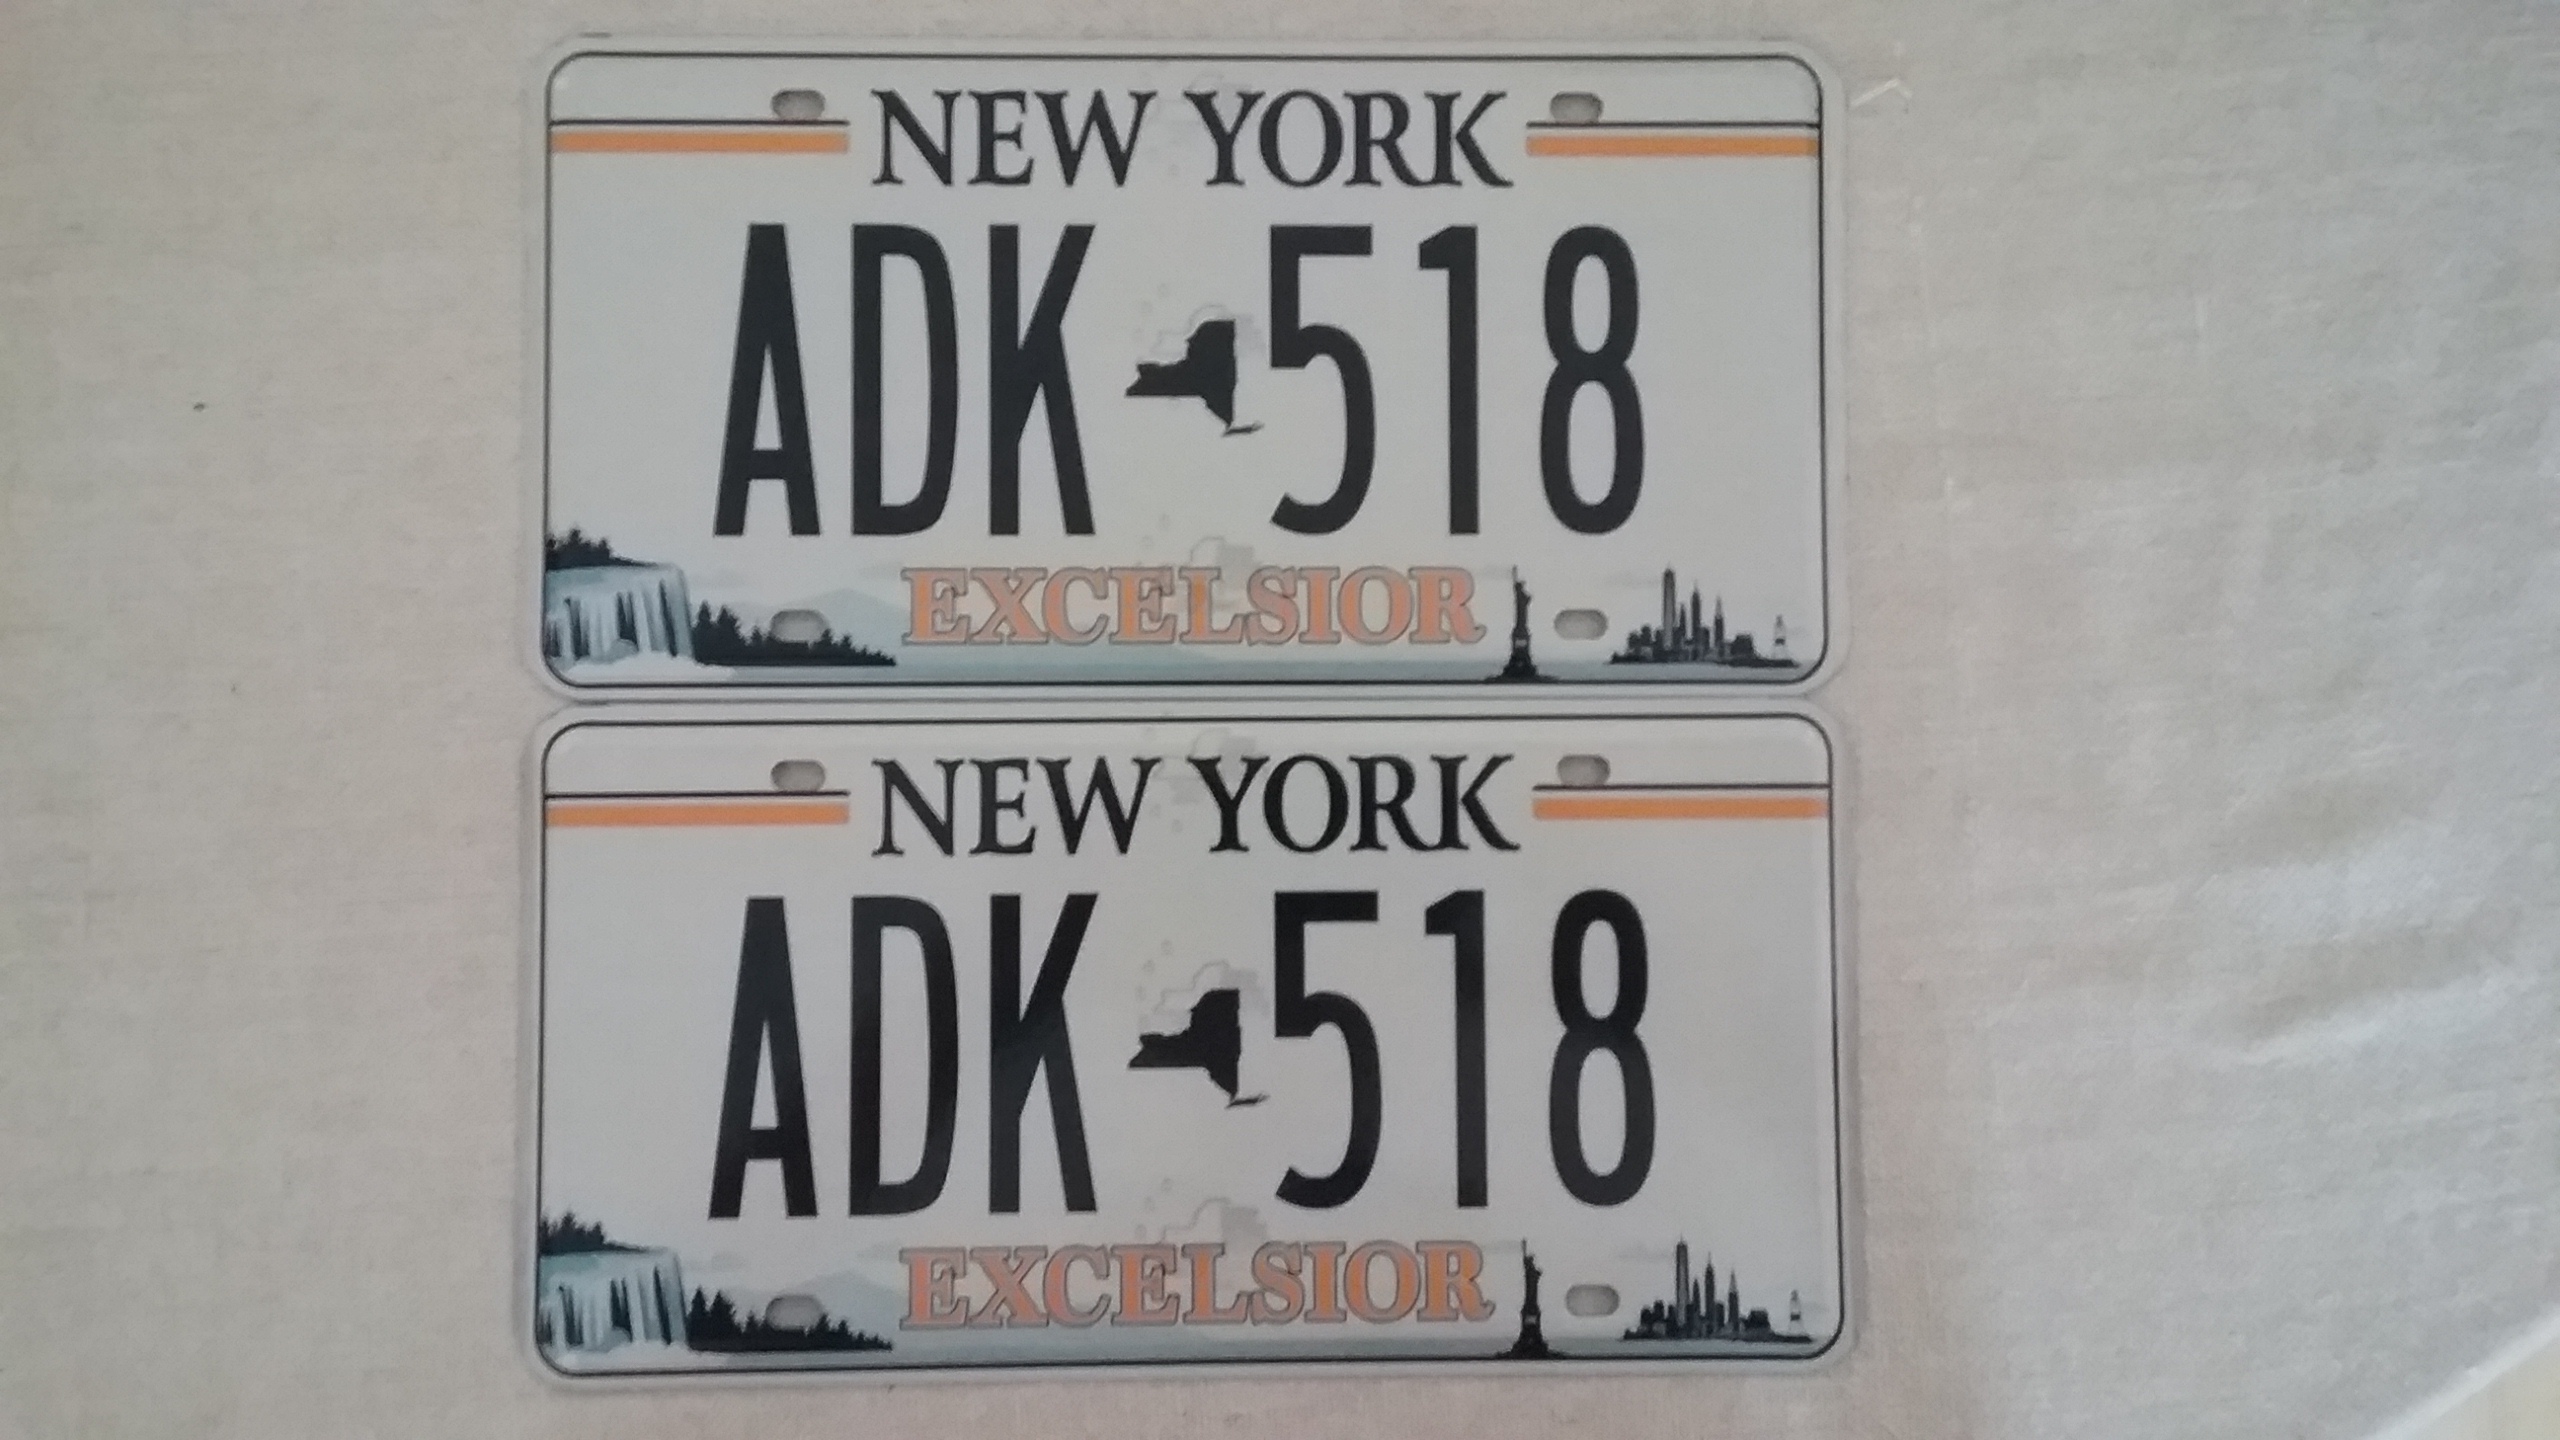 NEW YORK
ADK 518
EXCELSIOR
NEW YORK
ADK 518
EXCELSIOR